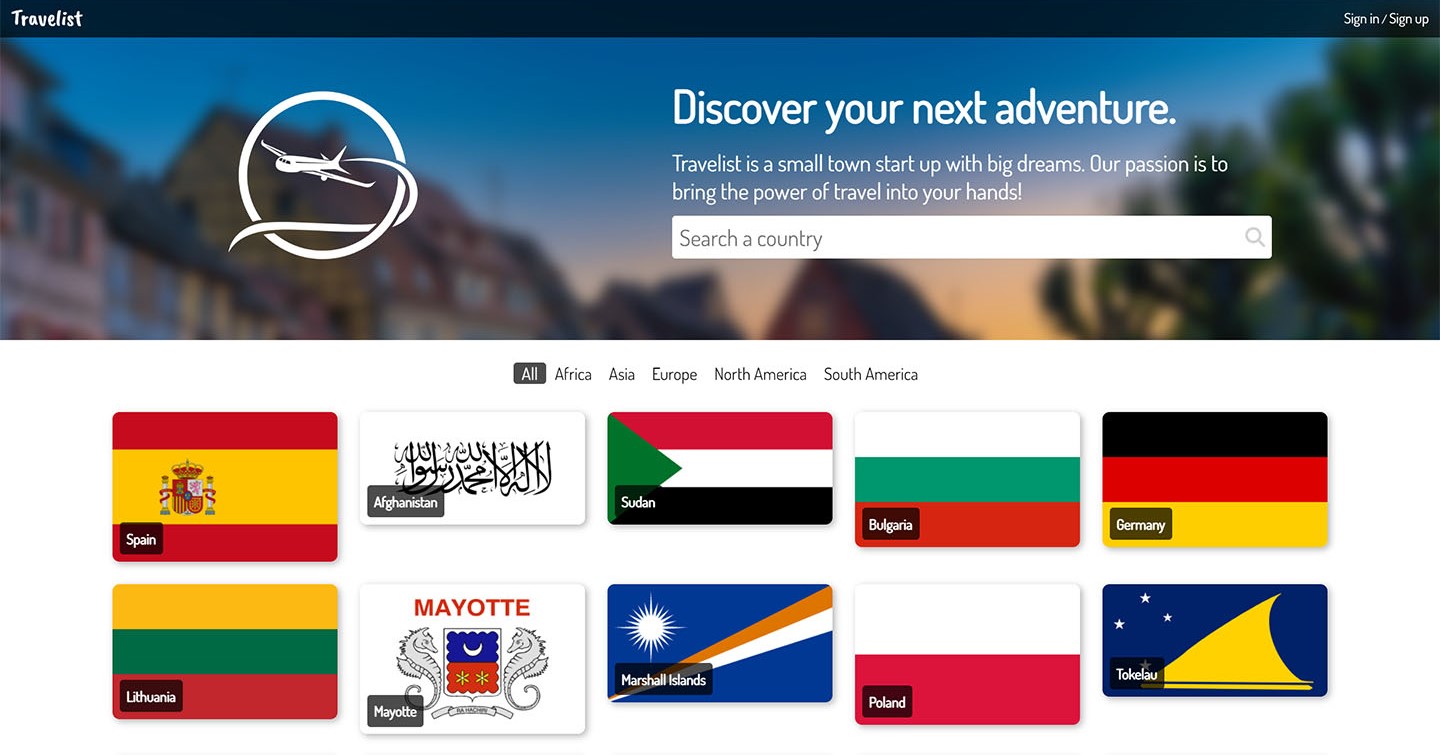 Travelist
Sign in / Sign up
Discover your next adventure.
Travelist is a small town start up with big dreams. Our passion is to
bring the power of travel into your hands!
Search a country
All Africa Asia Europe North America South America
Spain
لا إله إلا الله محمد رسول الله
Afghanistan
Sudan
Bulgaria
Germany
Lithuania
MAYOTTE
RA HACHIRI
Mayotte
Marshall Islands
Poland
Tokelau